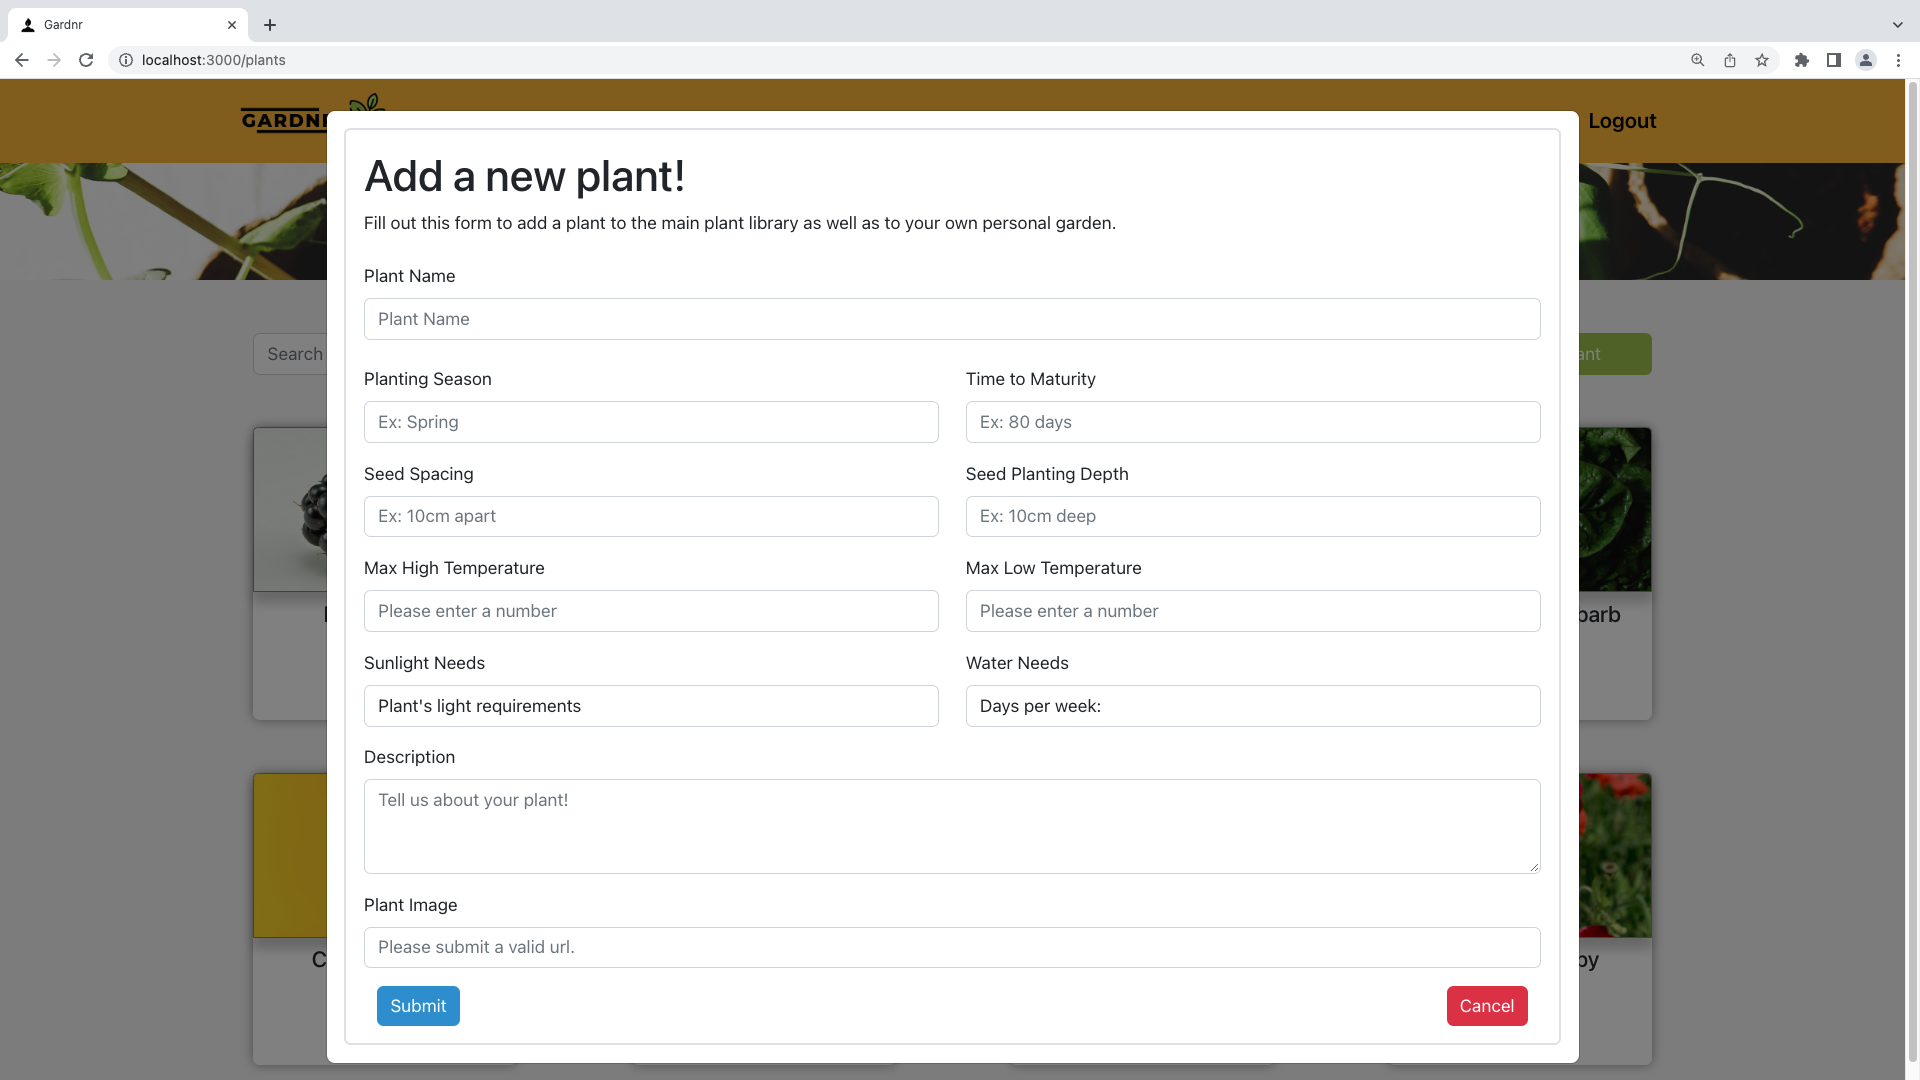 Gardnr
localhost:3000/plants
Logout
Add a new plant!
Fill out this form to add a plant to the main plant library as well as to your own personal garden.
Plant Name
Plant Name
Search
Planting Season
Time to Maturity
Ex: Spring
Ex: 80 days
Seed Spacing
Seed Planting Depth
Ex: 10cm apart
Ex: 10cm deep
Max High Temperature
Max Low Temperature
Please enter a number
Please enter a number
Sunlight Needs
Water Needs
Plant's light requirements
Days per week:
Description
Tell us about your plant!
Plant Image
Please submit a valid url.
Submit
Cancel